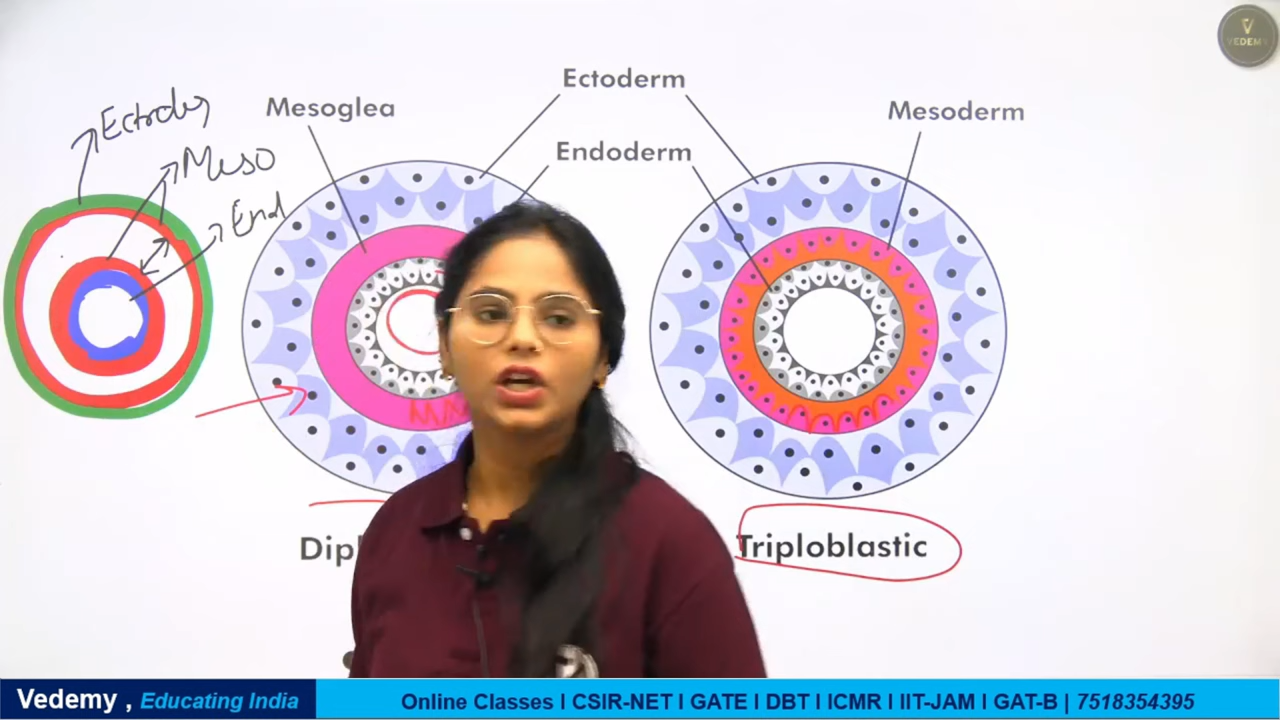 V
VEDEMY
Ectoderm
Mesoglea
Mesoderm
Endoderm
Meso
End
Dipl
Triploblastic
Vedemy , Educating India
Online Classes I CSIR-NET I GATE I DBT I ICMR I IIT-JAM I GAT-B | 7518354395